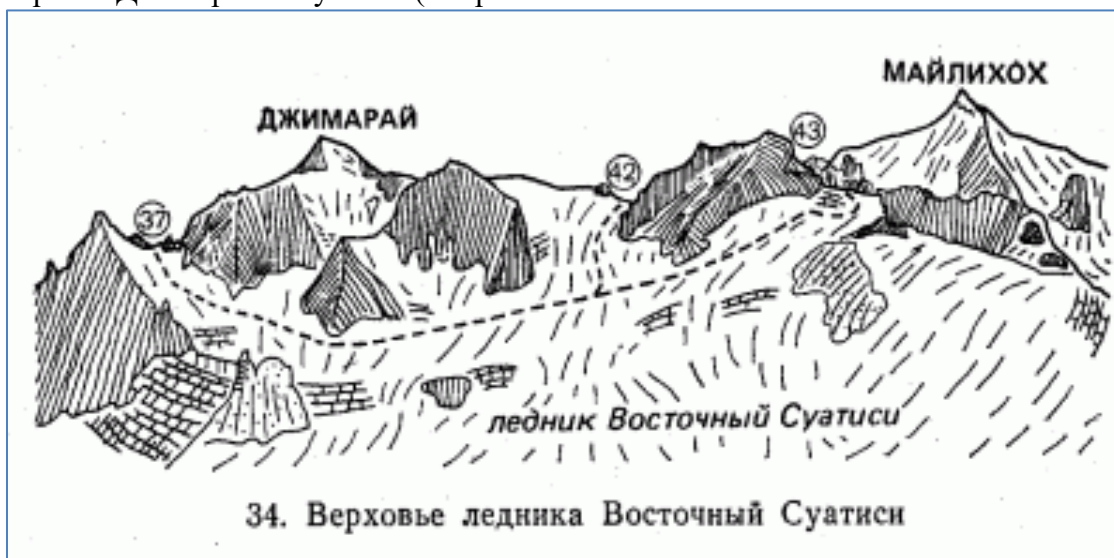 МАЙЛИХОХ
ДЖИМАРАЙ
43
42
37
ледник Восточный Суатиси
34. Верховье ледника Восточный Суатиси